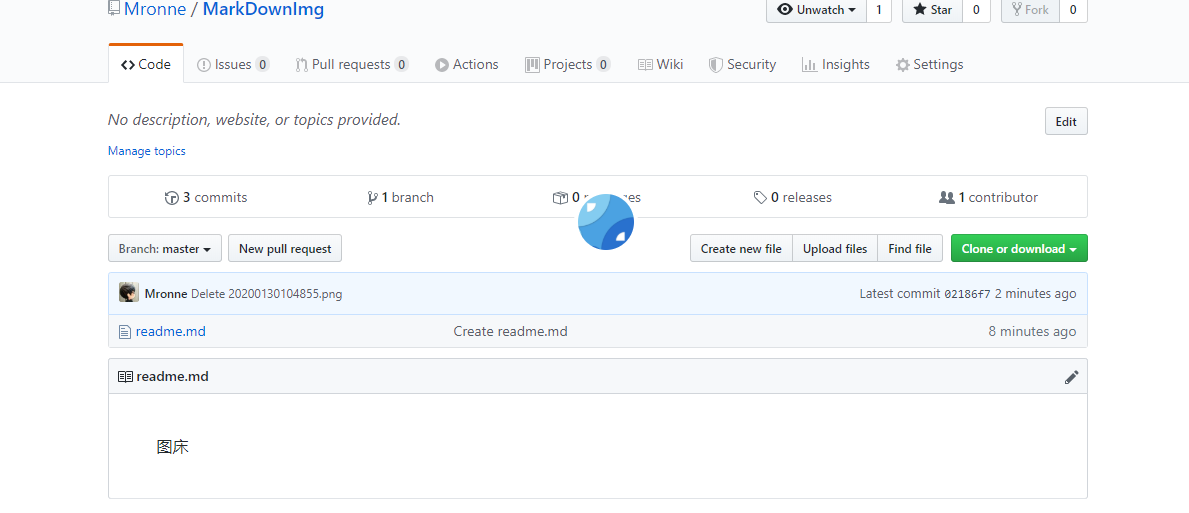 Mronne / MarkDownImg Unwatch 1 Star 0 Fork 0
Code Issues 0 Pull requests 0 Actions Projects 0 Wiki Security Insights Settings
No description, website, or topics provided. Edit
Manage topics
3 commits 1 branch 0 0 releases 1 contributor
Branch: master New pull request Create new file Upload files Find file Clone or download
Mronne Delete 20200130104855.png Latest commit 02186f7 2 minutes ago
readme.md Create readme.md 8 minutes ago
readme.md
图床